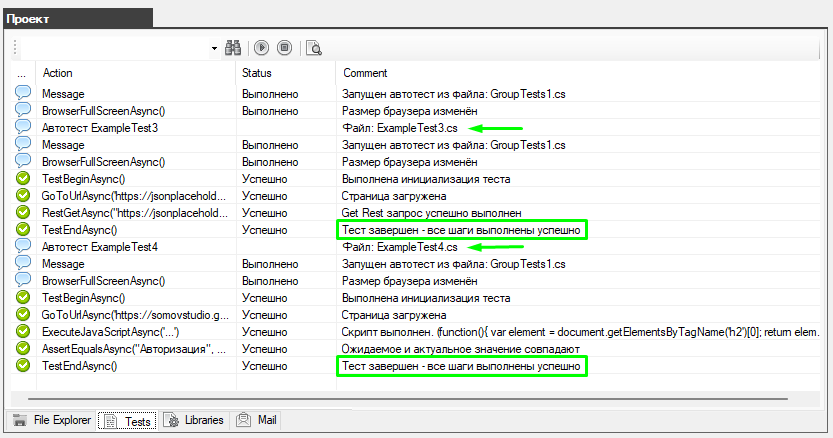 Проект
... Action Status Comment
Message Выполнено Запущен автотест из файла: GroupTests1.cs
BrowserFullScreenAsync() Выполнено Размер браузера изменён
Автотест ExampleTest3 Файл: ExampleTest3.cs
Message Выполнено Запущен автотест из файла: GroupTests1.cs
BrowserFullScreenAsync() Выполнено Размер браузера изменён
TestBeginAsync() Успешно Выполнена инициализация теста
GoToUrlAsync('https://jsonplacehold... Успешно Страница загружена
RestGetAsync("https://jsonplacehold... Успешно Get Rest запрос успешно выполнен
TestEndAsync() Успешно Тест завершен - все шаги выполнены успешно
Автотест ExampleTest4 Файл: ExampleTest4.cs
Message Выполнено Запущен автотест из файла: GroupTests1.cs
BrowserFullScreenAsync() Выполнено Размер браузера изменён
TestBeginAsync() Успешно Выполнена инициализация теста
GoToUrlAsync('https://somovstudio.g... Успешно Страница загружена
ExecuteJavaScriptAsync('...') Успешно Скрипт выполнен. (function(){ var element = document.getElementsByTagName('h2')[0]; return elem...
AssertEqualsAsync("Авторизация", ... Успешно Ожидаемое и актуальное значение совпадают
TestEndAsync() Успешно Тест завершен - все шаги выполнены успешно
File Explorer Tests Libraries Mail